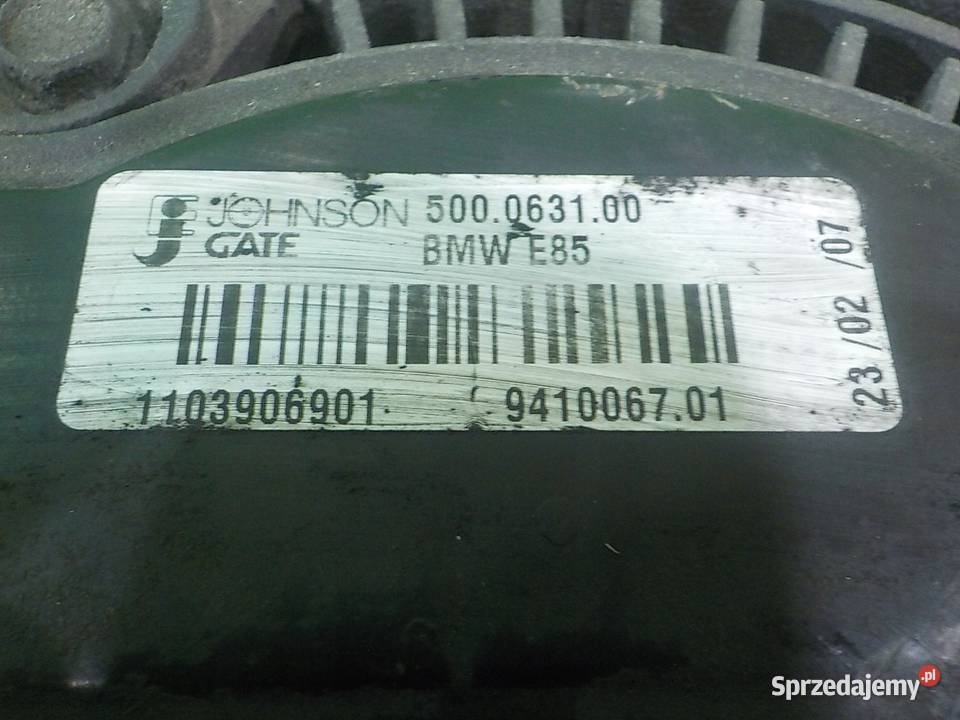 JOHNSON 500.0631.00
GATE BMW E85
1103906901 9410067.01
23/02/07
Sprzedajemy.pl